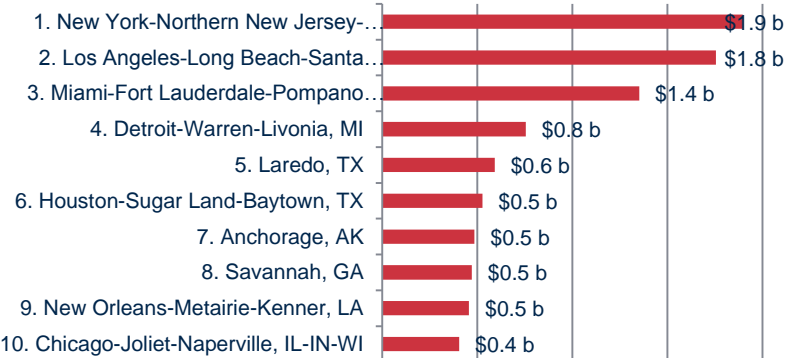 1. New York-Northern New Jersey-… $1.9 b
2. Los Angeles-Long Beach-Santa… $1.8 b
3. Miami-Fort Lauderdale-Pompano… $1.4 b
4. Detroit-Warren-Livonia, MI $0.8 b
5. Laredo, TX $0.6 b
6. Houston-Sugar Land-Baytown, TX $0.5 b
7. Anchorage, AK $0.5 b
8. Savannah, GA $0.5 b
9. New Orleans-Metairie-Kenner, LA $0.5 b
10. Chicago-Joliet-Naperville, IL-IN-WI $0.4 b